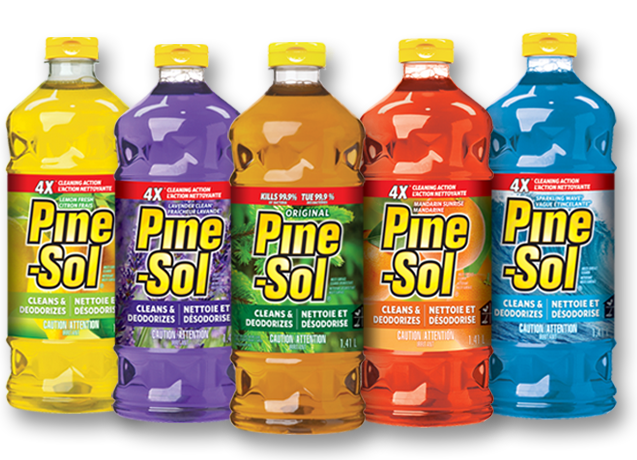 4X CLEANING ACTION
L'ACTION NETTOYANTE
LEMON FRESH
CITRON FRAIS
Pine
-Sol
CLEANS &
DEODORIZES
NETTOIE E
DÉSODORI
CAUTION ATTENTION
4X CLEANING ACTION
L'ACTION NETTOYANTE
LAVENDER CLEAN
FRAÎCHEUR LAVANDE
Pine
-Sol
CLEANS &
DEODORIZES
NETTOIE ET
DÉSODORISE
CAUTION ATTENTION
KILLS 99.9% TUE 99.9 %
ORIGINAL
Pine
-Sol
CLEANS &
DEODORIZES
NETTOIE ET
DÉSODORISE
CAUTION ATTENTION
1.41 L
4X CLEANING ACTION
L'ACTION NETTOYANTE
MANDARIN SUNRISE
MANDARINE
Pine
-Sol
CLEANS &
DEODORIZES
NETTOIE ET
DÉSODORISE
CAUTION ATTENTION
1.41 L
4X CLEANING ACTION
L'ACTION NETTOYANTE
SPARKLING WAVE
VAGUE ÉTINCELANTE
Pine
-Sol
CLEANS &
DEODORIZES
NETTOIE ET
DÉSODORISE
CAUTION ATTENTION